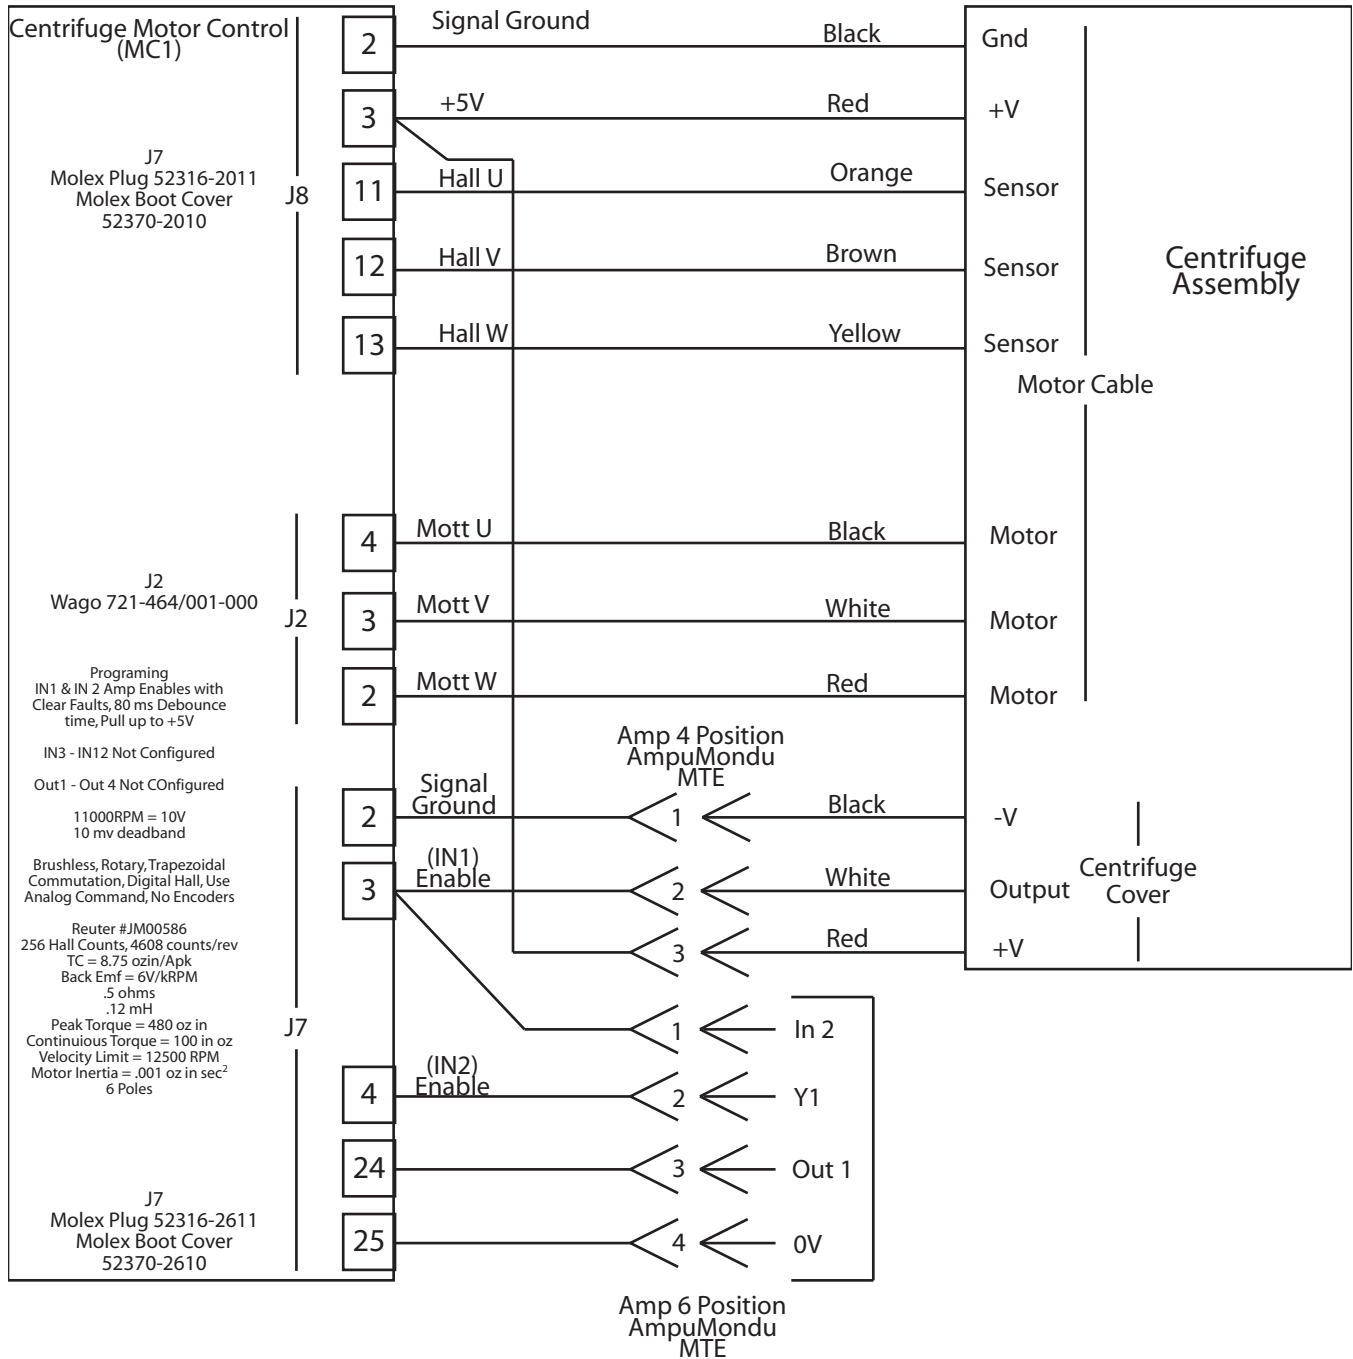 Centrifuge Motor Control
(MC1)
J7
Molex Plug 52316-2011
Molex Boot Cover
52370-2010
J8
2
Signal Ground
Black
Gnd
3
+5V
Red
+V
11
Hall U
Orange
Sensor
12
Hall V
Brown
Sensor
13
Hall W
Yellow
Sensor
Centrifuge
Assembly
Motor Cable
J2
Wago 721-464/001-000
J2
4
Mott U
Black
Motor
3
Mott V
White
Motor
2
Mott W
Red
Motor
Programing
IN1 & IN 2 Amp Enables with
Clear Faults, 80 ms Debounce
time, Pull up to +5V
IN3 - IN12 Not Configured
Out1 - Out 4 Not COnfigured
11000RPM = 10V
10 mv deadband
Brushless, Rotary, Trapezoidal
Commutation, Digital Hall, Use
Analog Command, No Encoders
Reuter #JM00586
256 Hall Counts, 4608 counts/rev
TC = 8.75 ozin/Apk
Back Emf = 6V/kRPM
.5 ohms
.12 mH
Peak Torque = 480 oz in
Continuious Torque = 100 in oz
Velocity Limit = 12500 RPM
Motor Inertia = .001 oz in sec²
6 Poles
J7
J7
Molex Plug 52316-2611
Molex Boot Cover
52370-2610
Amp 4 Position
AmpuMondu
MTE
2
Signal
Ground
1
Black
-V
3
(IN1)
Enable
2
White
Output
3
Red
+V
Centrifuge
Cover
1
In 2
4
(IN2)
Enable
2
Y1
24
3
Out 1
25
4
0V
Amp 6 Position
AmpuMondu
MTE